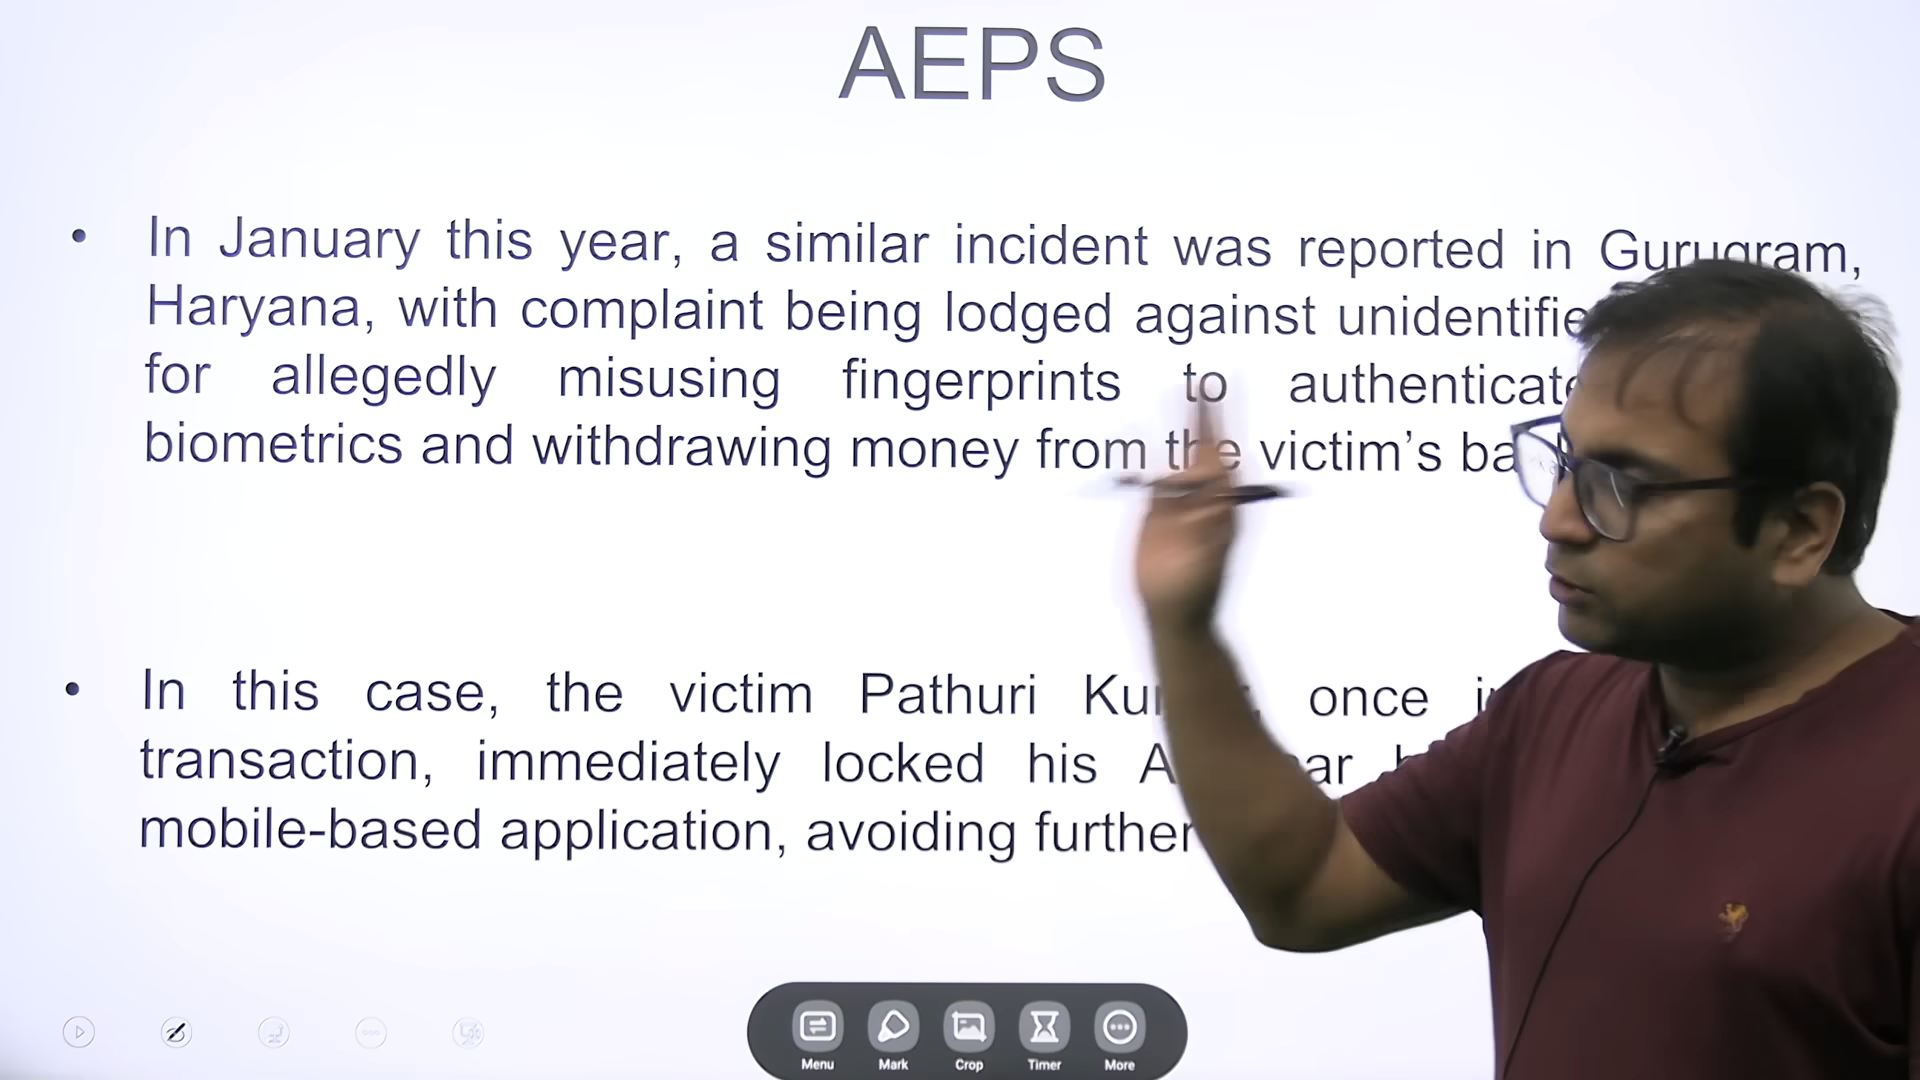 AEPS
• In January this year, a similar incident was reported in Gurugram,
Haryana, with complaint being lodged against
for allegedly misusing fingerprints to
biometrics and withdrawing money from the victim's
• In this case, the victim Pathuri once
transaction, immediately locked his
mobile-based application, avoiding further
Menu Mark Crop Timer More